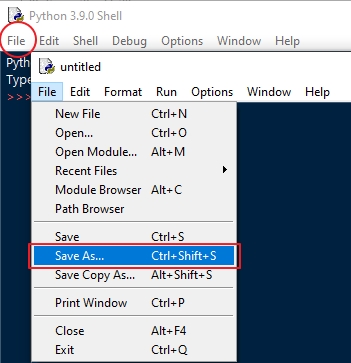 Python 3.9.0 Shell
File Edit Shell Debug Options Window Help
Pyth
Type
>>>
untitled
File Edit Format Run Options Window Help
New File Ctrl+N
Open... Ctrl+O
Open Module... Alt+M
Recent Files
Module Browser Alt+C
Path Browser
Save Ctrl+S
Save As... Ctrl+Shift+S
Save Copy As... Alt+Shift+S
Print Window Ctrl+P
Close Alt+F4
Exit Ctrl+Q